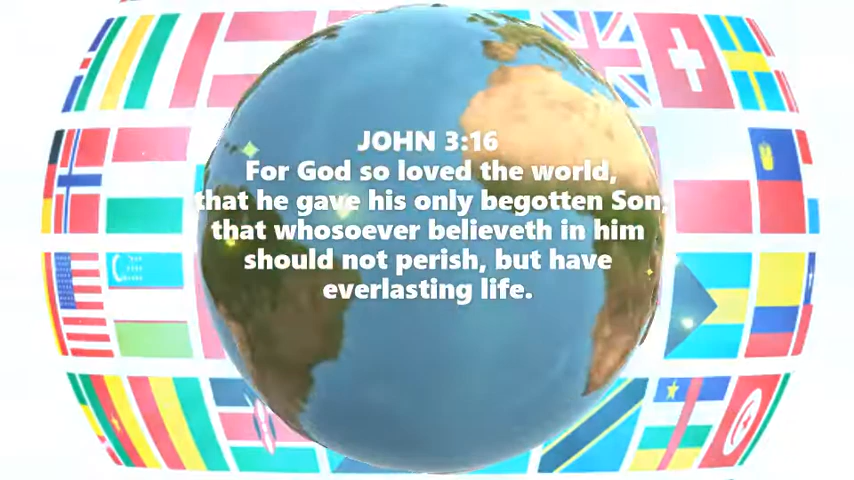 JOHN 3:16
For God so loved the world,
that he gave his only begotten Son,
that whosoever believeth in him
should not perish, but have
everlasting life.